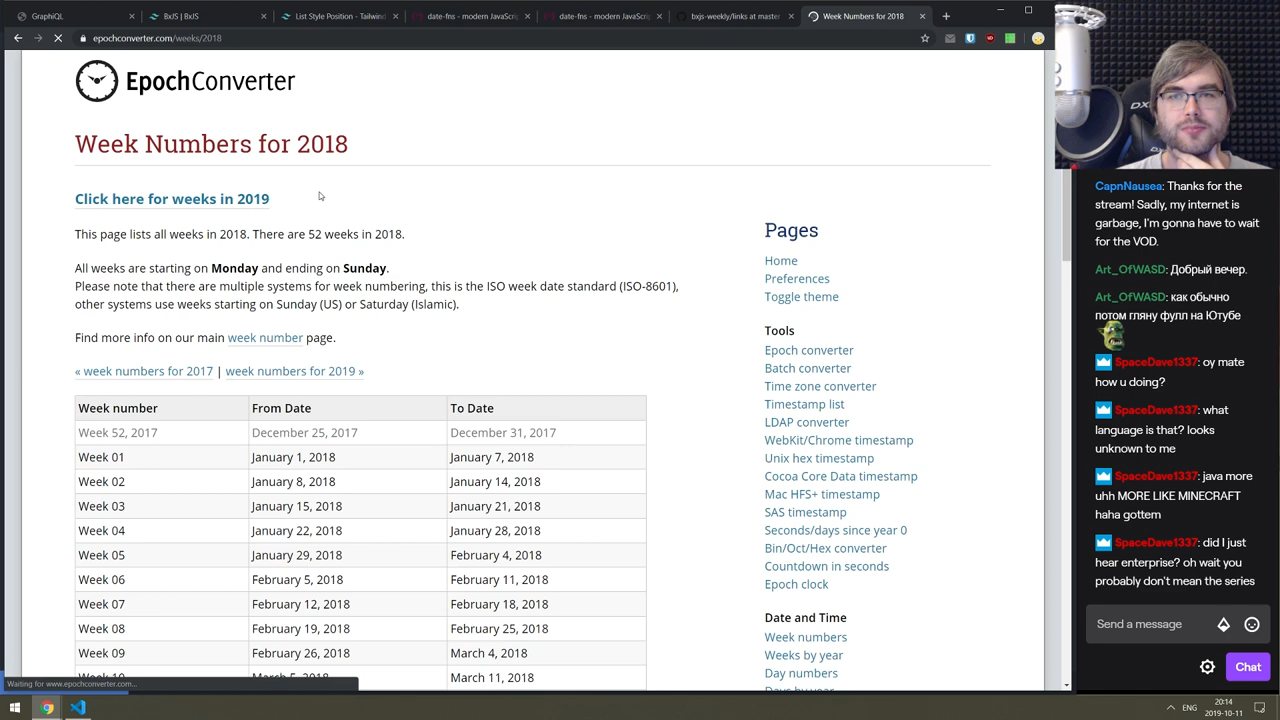 GraphiQL
BxJS | BxJS
List Style Position - Tailwind
date-fns - modern JavaScript
date-fns - modern JavaScript
bxjs-weekly/links at master
Week Numbers for 2018
epochconverter.com/weeks/2018
EpochConverter
Week Numbers for 2018
Click here for weeks in 2019
This page lists all weeks in 2018. There are 52 weeks in 2018.
All weeks are starting on Monday and ending on Sunday.
Please note that there are multiple systems for week numbering, this is the ISO week date standard (ISO-8601),
other systems use weeks starting on Sunday (US) or Saturday (Islamic).
Find more info on our main week number page.
« week numbers for 2017 | week numbers for 2019 »
Week number From Date To Date
Week 52, 2017 December 25, 2017 December 31, 2017
Week 01 January 1, 2018 January 7, 2018
Week 02 January 8, 2018 January 14, 2018
Week 03 January 15, 2018 January 21, 2018
Week 04 January 22, 2018 January 28, 2018
Week 05 January 29, 2018 February 4, 2018
Week 06 February 5, 2018 February 11, 2018
Week 07 February 12, 2018 February 18, 2018
Week 08 February 19, 2018 February 25, 2018
Week 09 February 26, 2018 March 4, 2018
March 5, 2018 March 11, 2018
Waiting for www.epochconverter.com...
Pages
Home
Preferences
Toggle theme
Tools
Epoch converter
Batch converter
Time zone converter
Timestamp list
LDAP converter
WebKit/Chrome timestamp
Unix hex timestamp
Cocoa Core Data timestamp
Mac HFS+ timestamp
SAS timestamp
Seconds/days since year 0
Bin/Oct/Hex converter
Countdown in seconds
Epoch clock
Date and Time
Week numbers
Weeks by year
Day numbers
Days by year
CapnNausea: Thanks for the
stream! Sadly, my internet is
garbage, I'm gonna have to wait
for the VOD.
Art_OfWASD: Добрый вечер.
Art_OfWASD: как обычно
потом гляну фулл на Ютубе
SpaceDave1337: oy mate
how u doing?
SpaceDave1337: what
language is that? looks
unknown to me
SpaceDave1337: java more
uhh MORE LIKE MINECRAFT
haha gottem
SpaceDave1337: did I just
hear enterprise? oh wait you
probably don't mean the series
Send a message
Chat
ENG
20:14
2019-10-11